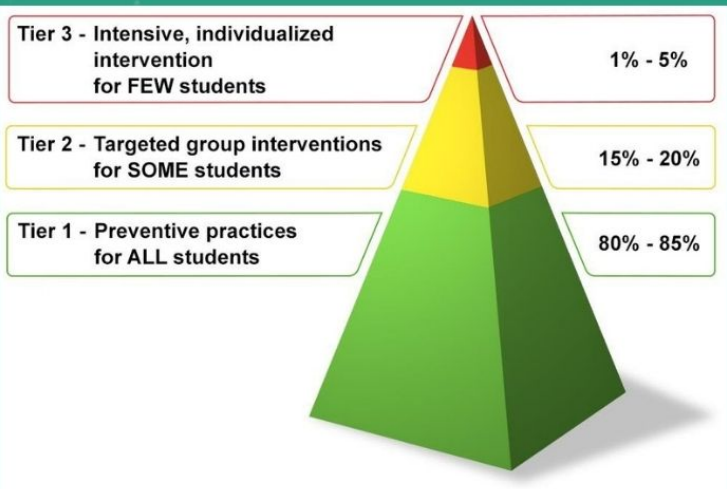 Tier 3 - Intensive, individualized
intervention
for FEW students
1% - 5%
Tier 2 - Targeted group interventions
for SOME students
15% - 20%
Tier 1 - Preventive practices
for ALL students
80% - 85%